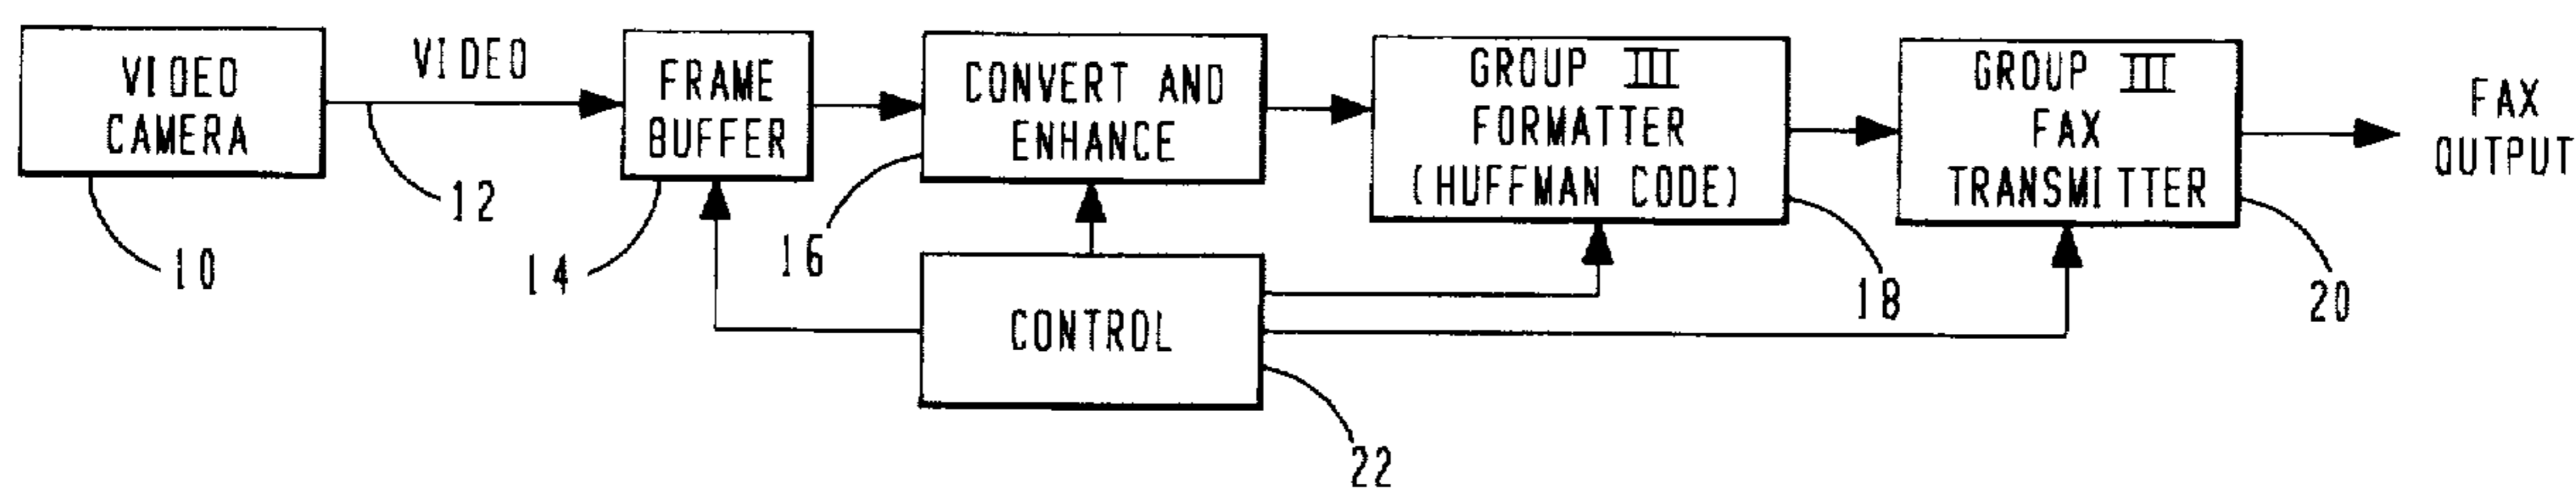 VIDEO
CAMERA
VIDEO
FRAME
BUFFER
CONVERT AND
ENHANCE
GROUP III
FORMATTER
(HUFFMAN CODE)
GROUP III
FAX
TRANSMITTER
FAX
OUTPUT
10
12
14
16
CONTROL
18
20
22